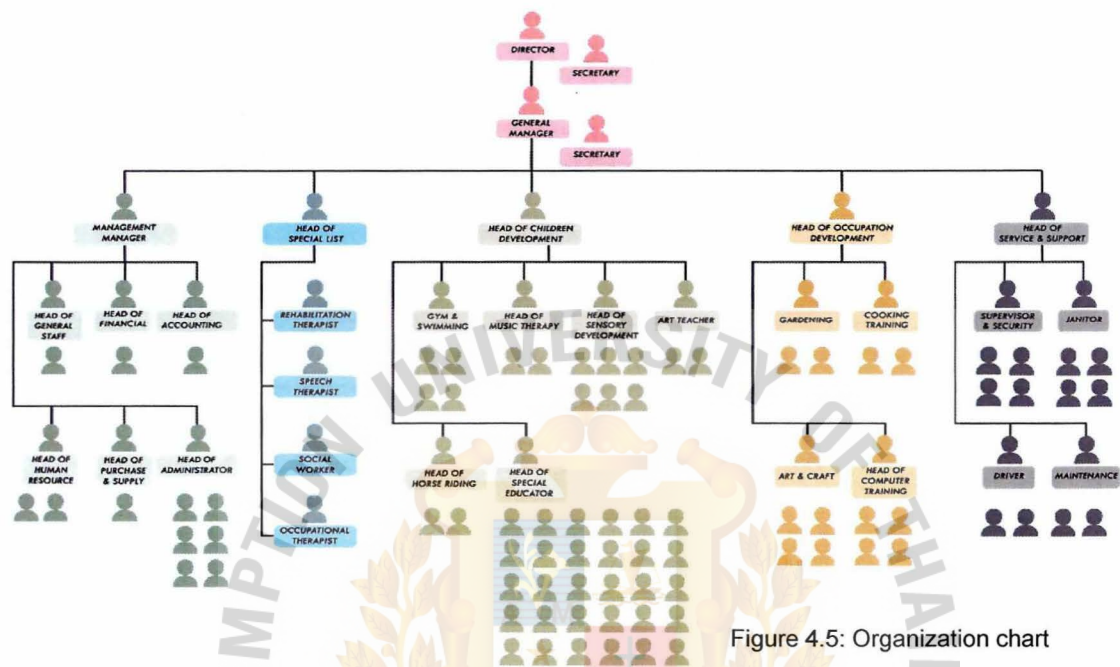 DIRECTOR
SECRETARY
GENERAL
MANAGER
SECRETARY
MANAGEMENT
MANAGER
HEAD OF
SPECIAL LIST
HEAD OF CHILDREN
DEVELOPMENT
HEAD OF OCCUPATION
DEVELOPMENT
HEAD OF
SERVICE & SUPPORT
HEAD OF
GENERAL
STAFF
HEAD OF
FINANCIAL
HEAD OF
ACCOUNTING
REHABILITATION
THERAPIST
GYM &
SWIMMING
HEAD OF
MUSIC THERAPY
HEAD OF
SENSORY
DEVELOPMENT
ART TEACHER
GARDENING
COOKING
TRAINING
SUPERVISOR
& SECURITY
JANITOR
SPEECH
THERAPIST
HEAD OF
HUMAN
RESOURCE
HEAD OF
PURCHASE
& SUPPLY
HEAD OF
ADMINISTRATOR
SOCIAL
WORKER
HEAD OF
HORSE RIDING
HEAD OF
SPECIAL
EDUCATOR
ART & CRAFT
HEAD OF
COMPUTER
TRAINING
DRIVER
MAINTENANCE
OCCUPATIONAL
THERAPIST
MPTION UNIVERSITY OF THA
Figure 4.5: Organization chart